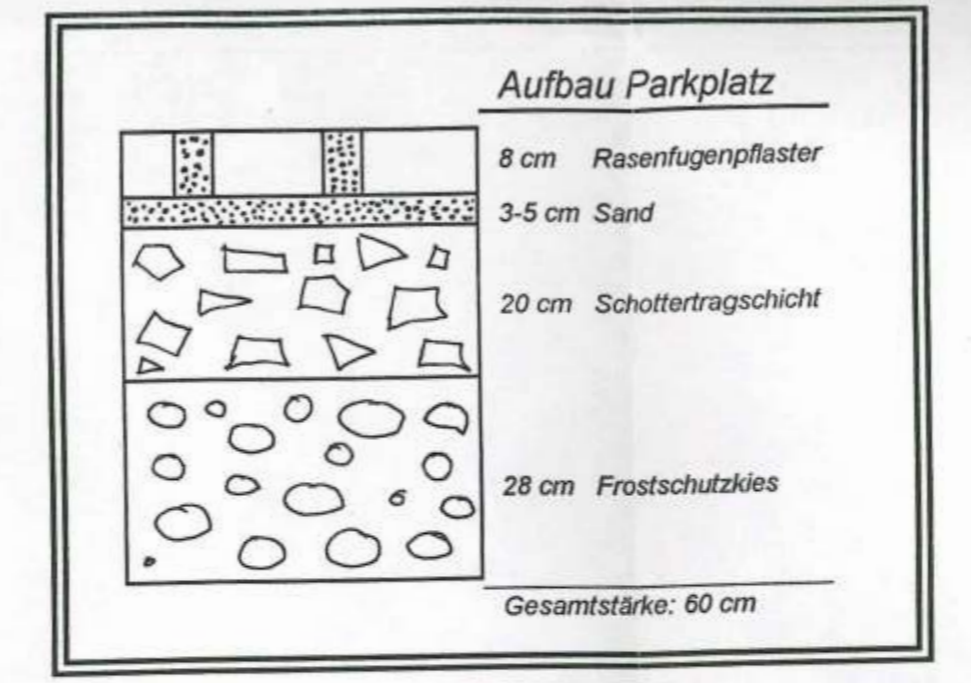 Aufbau Parkplatz
8 cm Rasenfugenpflaster
3-5 cm Sand
20 cm Schottertragschicht
28 cm Frostschutzkies
Gesamtstärke: 60 cm